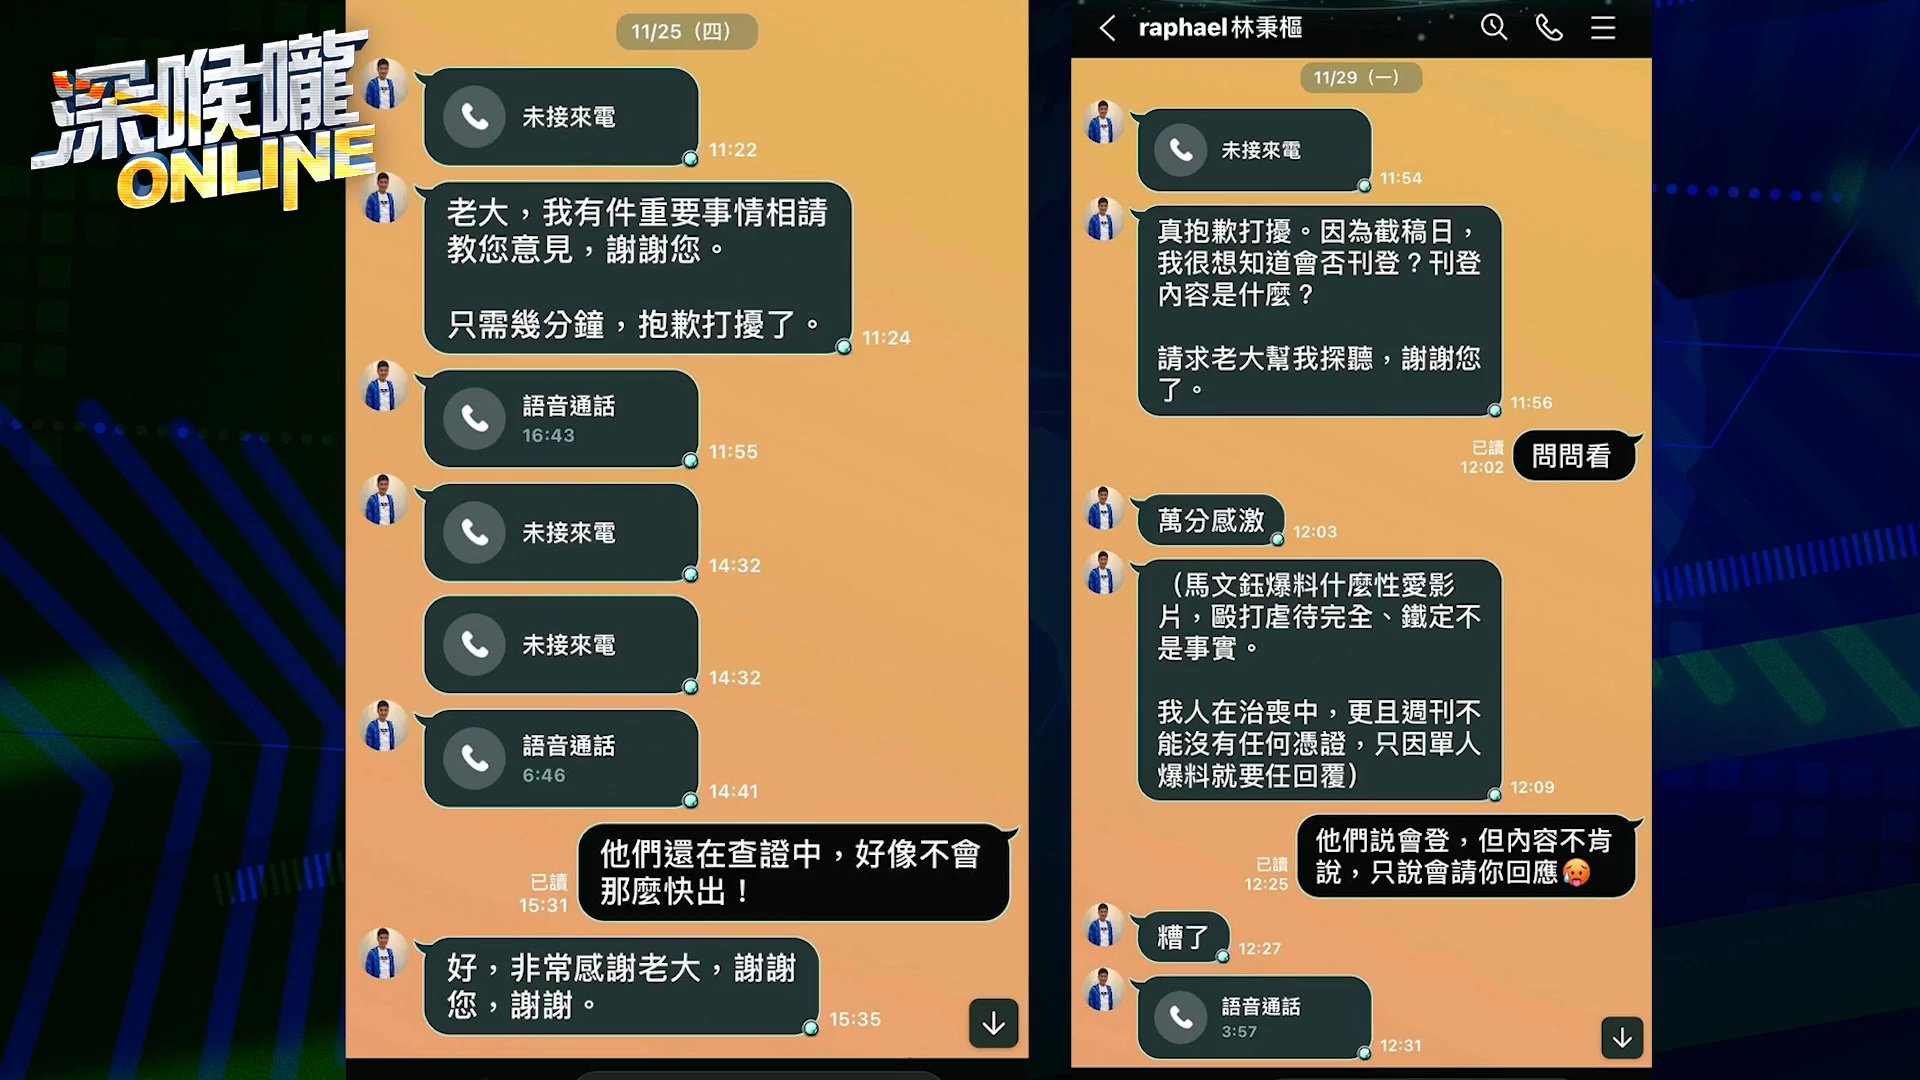 深喉嚨
ONLINE
11/25（四）
未接來電
11:22
老大，我有件重要事情相請
教您意見，謝謝您。
只需幾分鐘，抱歉打擾了。
11:24
語音通話
16:43
11:55
未接來電
14:32
未接來電
14:32
語音通話
6:46
14:41
他們還在查證中，好像不會
那麼快出！
已讀
15:31
好，非常感謝老大，謝謝
您，謝謝。
15:35
raphael林秉樞
11/29（一）
未接來電
11:54
真抱歉打擾。因為截稿日，
我很想知道會否刊登？刊登
內容是什麼？
請求老大幫我探聽，謝謝您
了。
11:56
問問看
已讀
12:02
萬分感激
12:03
（馬文鈺爆料什麼性愛影
片，毆打虐待完全、鐵定不
是事實。
我人在治喪中，更且週刊不
能沒有任何憑證，只因單人
爆料就要任回覆）
12:09
他們說會登，但內容不肯
說，只說會請你回應🥵
已讀
12:25
糟了
12:27
語音通話
3:57
12:31